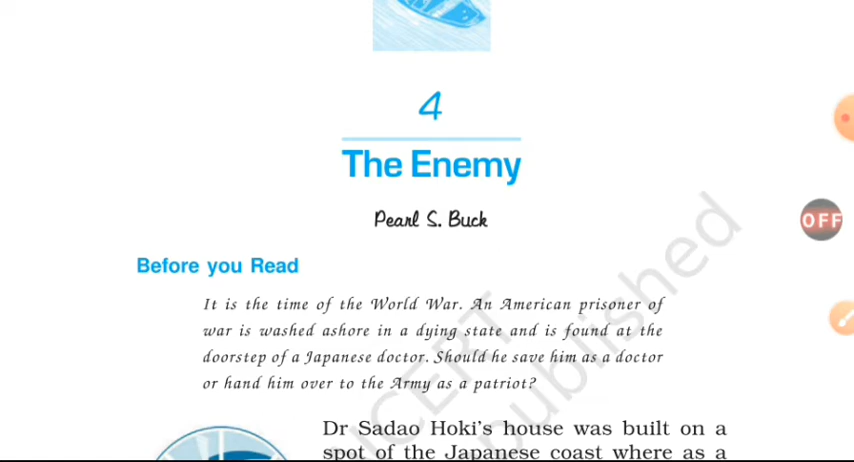 4
The Enemy
Pearl S. Buck
Before you Read
It is the time of the World War. An American prisoner of
war is washed ashore in a dying state and is found at the
doorstep of a Japanese doctor. Should he save him as a doctor
or hand him over to the Army as a patriot?
Dr Sadao Hoki's house was built on a
spot of the Japanese coast where as a
OFF
NCERT
published